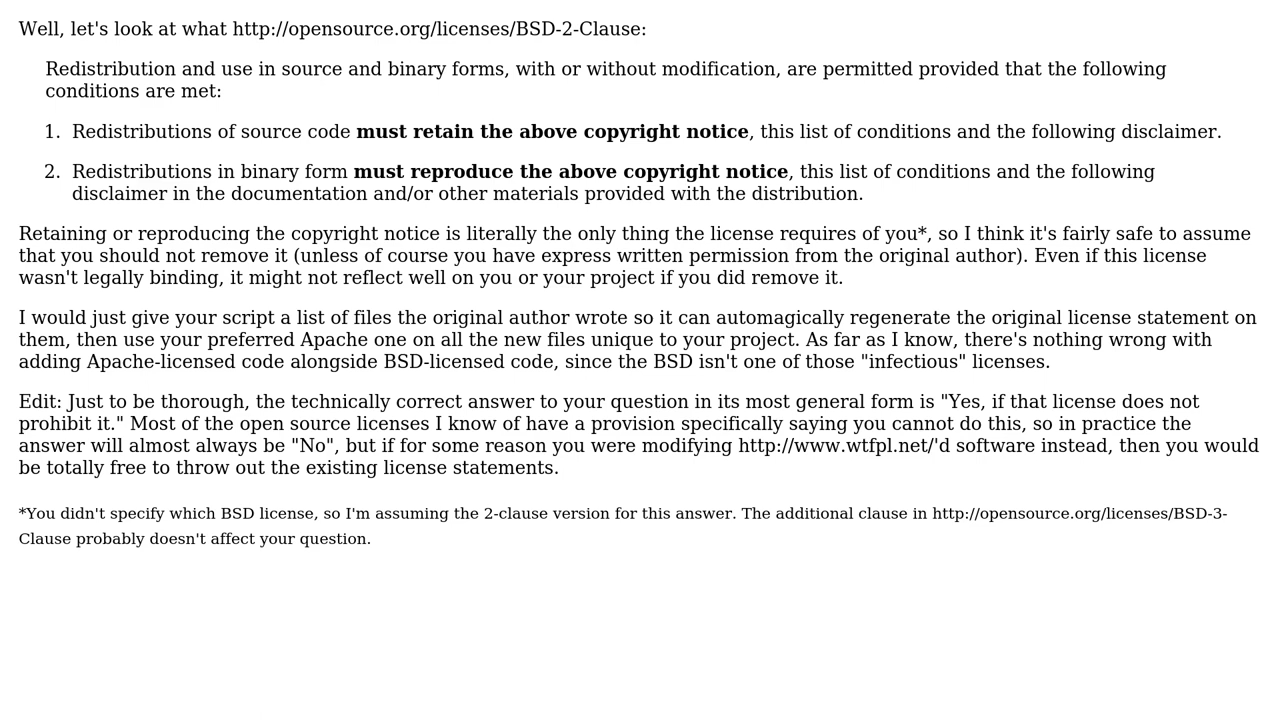 Well, let's look at what http://opensource.org/licenses/BSD-2-Clause:
Redistribution and use in source and binary forms, with or without modification, are permitted provided that the following
conditions are met:
1. Redistributions of source code must retain the above copyright notice, this list of conditions and the following disclaimer.
2. Redistributions in binary form must reproduce the above copyright notice, this list of conditions and the following
disclaimer in the documentation and/or other materials provided with the distribution.
Retaining or reproducing the copyright notice is literally the only thing the license requires of you*, so I think it's fairly safe to assume
that you should not remove it (unless of course you have express written permission from the original author). Even if this license
wasn't legally binding, it might not reflect well on you or your project if you did remove it.
I would just give your script a list of files the original author wrote so it can automagically regenerate the original license statement on
them, then use your preferred Apache one on all the new files unique to your project. As far as I know, there's nothing wrong with
adding Apache-licensed code alongside BSD-licensed code, since the BSD isn't one of those "infectious" licenses.
Edit: Just to be thorough, the technically correct answer to your question in its most general form is "Yes, if that license does not
prohibit it." Most of the open source licenses I know of have a provision specifically saying you cannot do this, so in practice the
answer will almost always be "No", but if for some reason you were modifying http://www.wtfpl.net/'d software instead, then you would
be totally free to throw out the existing license statements.
*You didn't specify which BSD license, so I'm assuming the 2-clause version for this answer. The additional clause in http://opensource.org/licenses/BSD-3-
Clause probably doesn't affect your question.